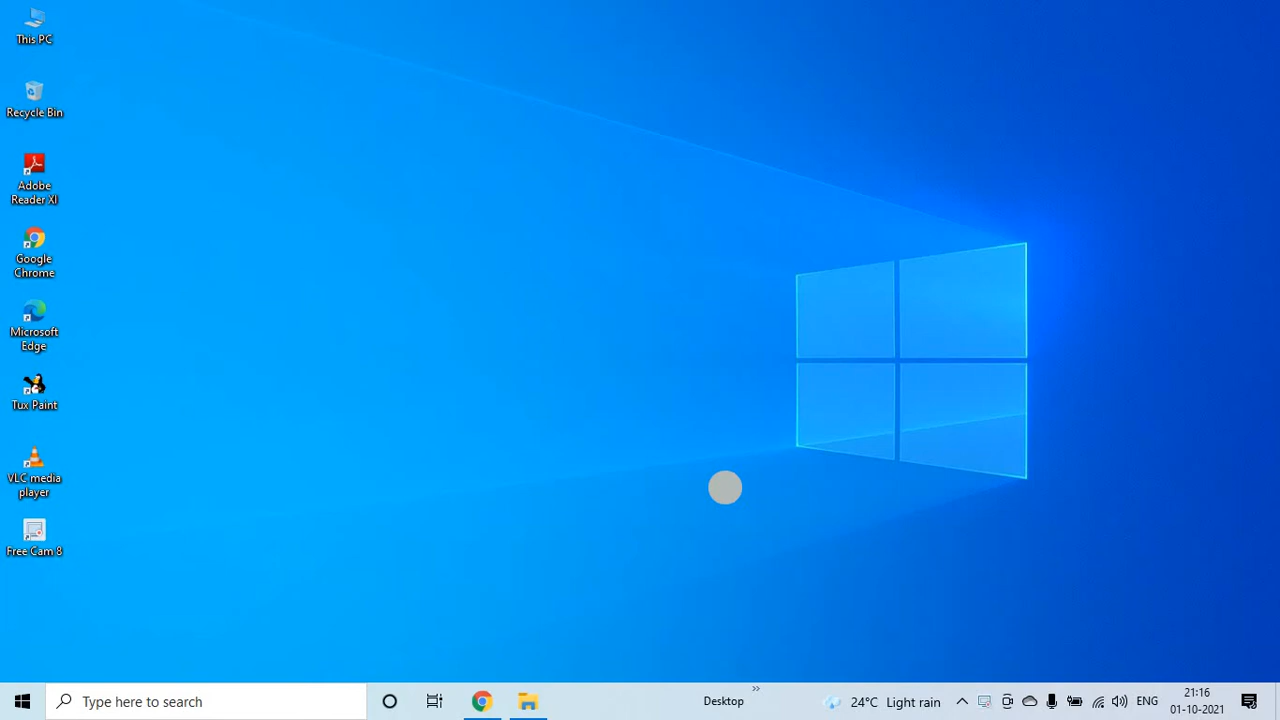 This PC
Recycle Bin
Adobe
Reader XI
Google
Chrome
Microsoft
Edge
Tux Paint
VLC media
player
Free Cam 8
Type here to search
Desktop
24°C Light rain
ENG
21:16
01-10-2021